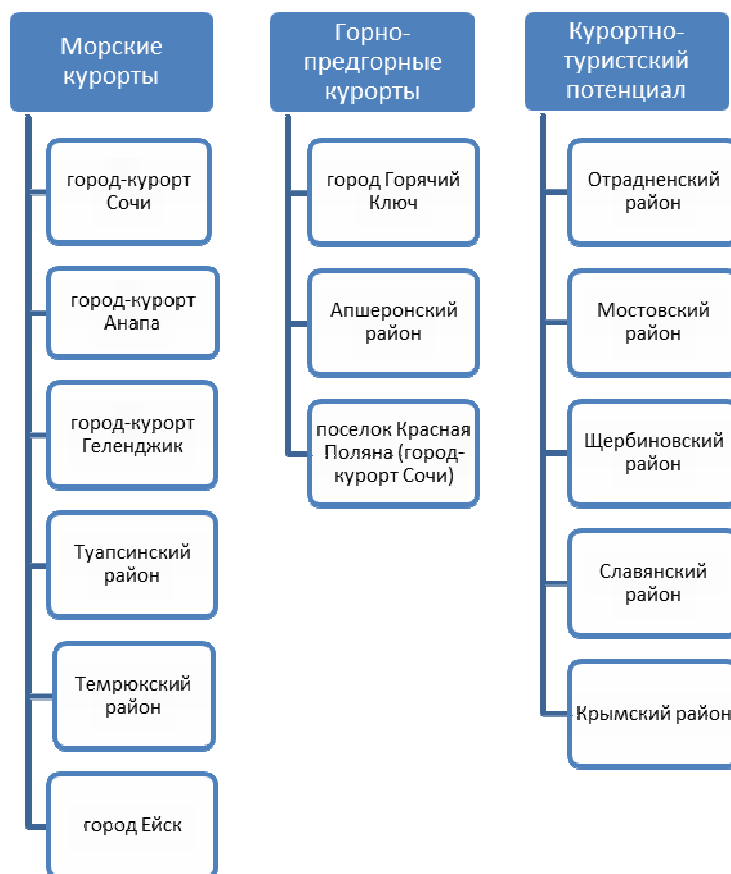 Морские
курорты
город-курорт
Сочи
город-курорт
Анапа
город-курорт
Геленджик
Туапсинский
район
Темрюкский
район
город Ейск
Горно-
предгорные
курорты
город Горячий
Ключ
Апшеронский
район
поселок Красная
Поляна (город-
курорт Сочи)
Курортно-
туристский
потенциал
Отрадненский
район
Мостовский
район
Щербиновский
район
Славянский
район
Крымский район